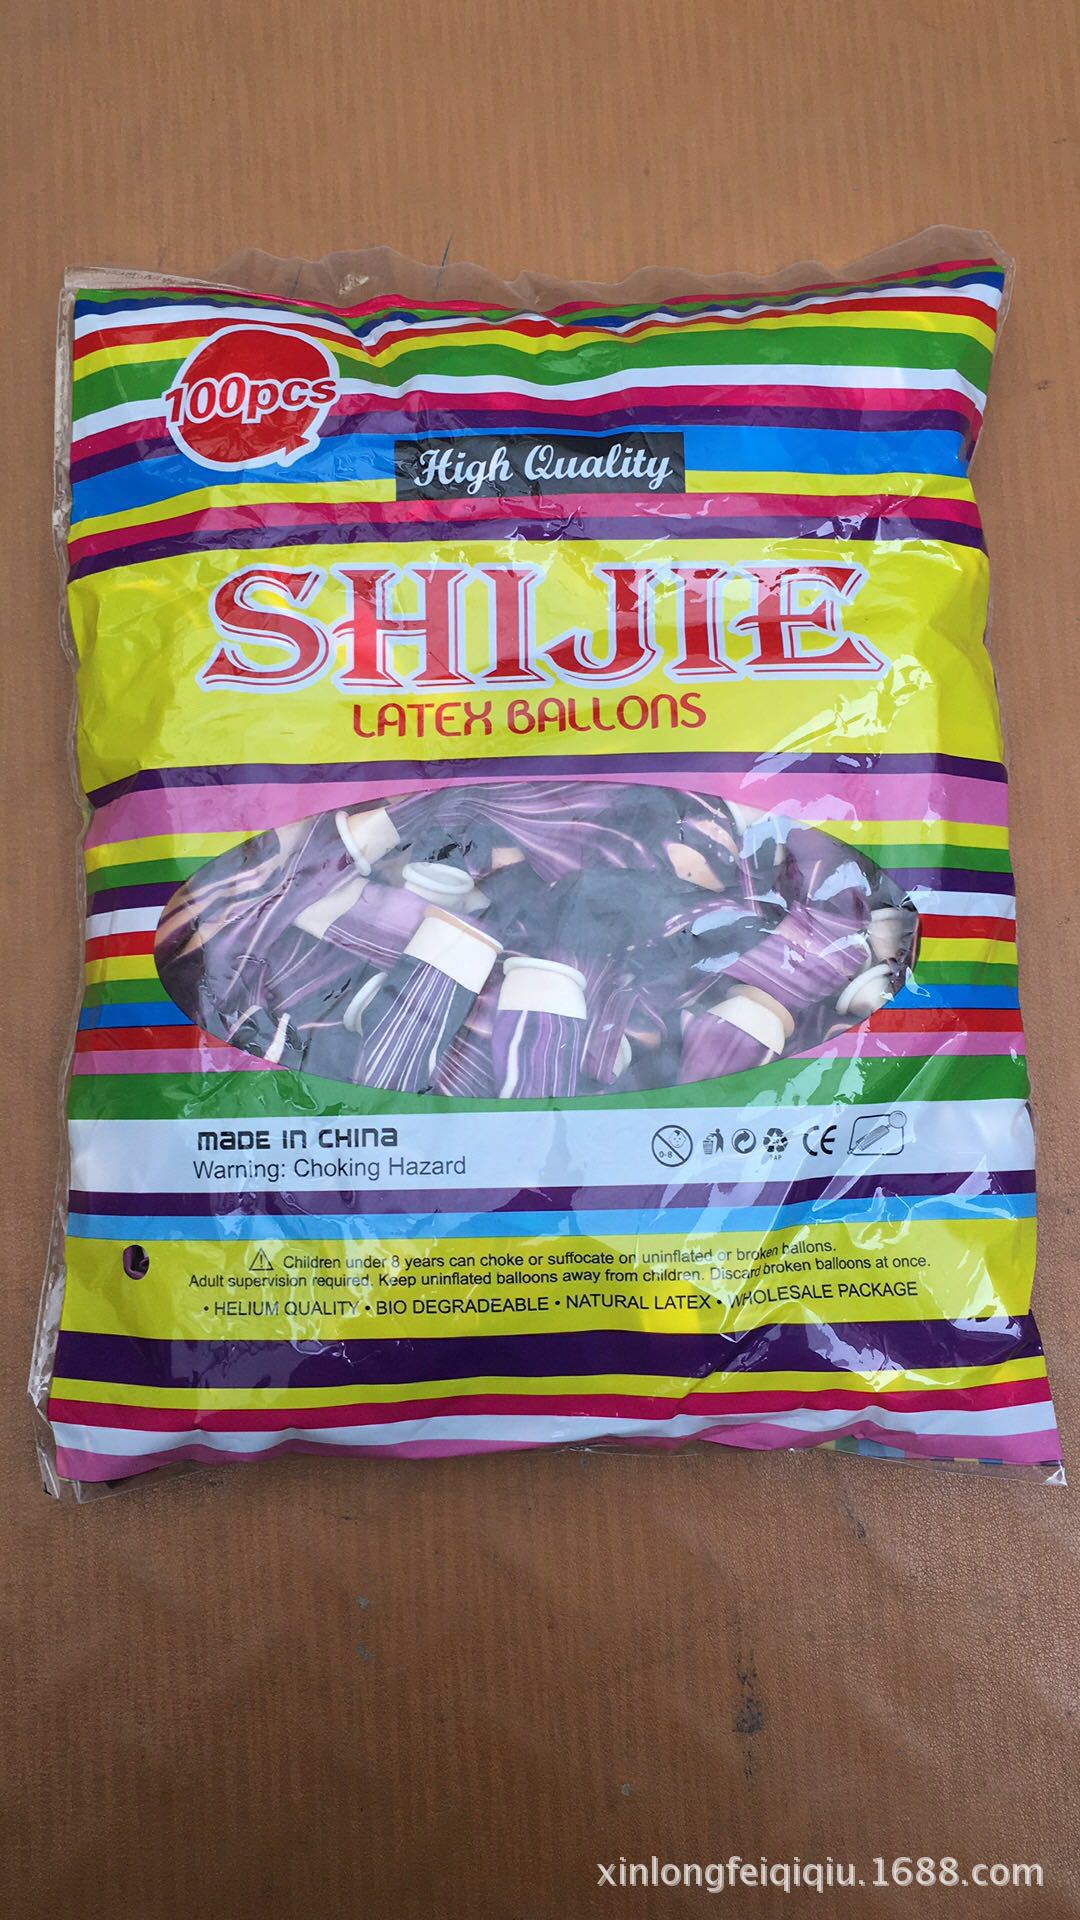 100pcs
High Quality
SHIJIE
LATEX BALLONS
MADE IN CHINA
Warning: Choking Hazard
0-8
CE
Children under 8 years can choke or suffocate on uninflated or broken ballons.
Adult supervision required. Keep uninflated balloons away from children. Discard broken balloons at once.
• HELIUM QUALITY • BIO DEGRADEABLE • NATURAL LATEX • WHOLESALE PACKAGE
xinlongfeiqiqiu.1688.com